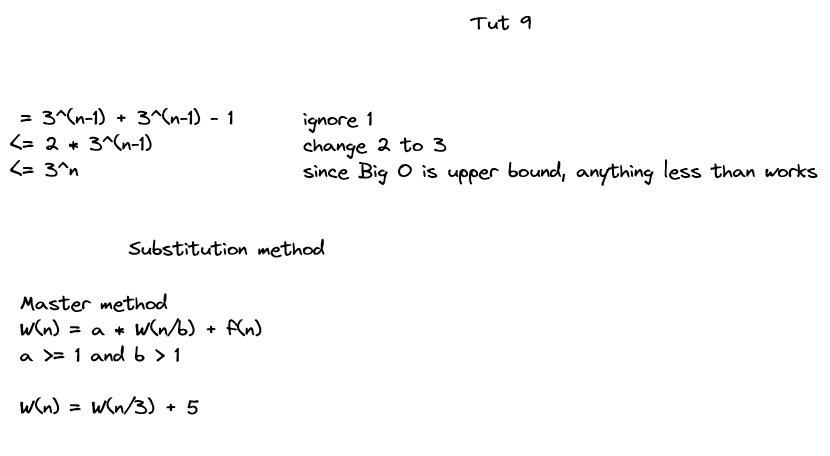 Tut 9
= 3^(n-1) + 3^(n-1) - 1 ignore 1
<= 2 * 3^(n-1) change 2 to 3
<= 3^n since Big O is upper bound, anything less than works
Substitution method
Master method
W(n) = a * W(n/b) + f(n)
a >= 1 and b > 1
W(n) = W(n/3) + 5